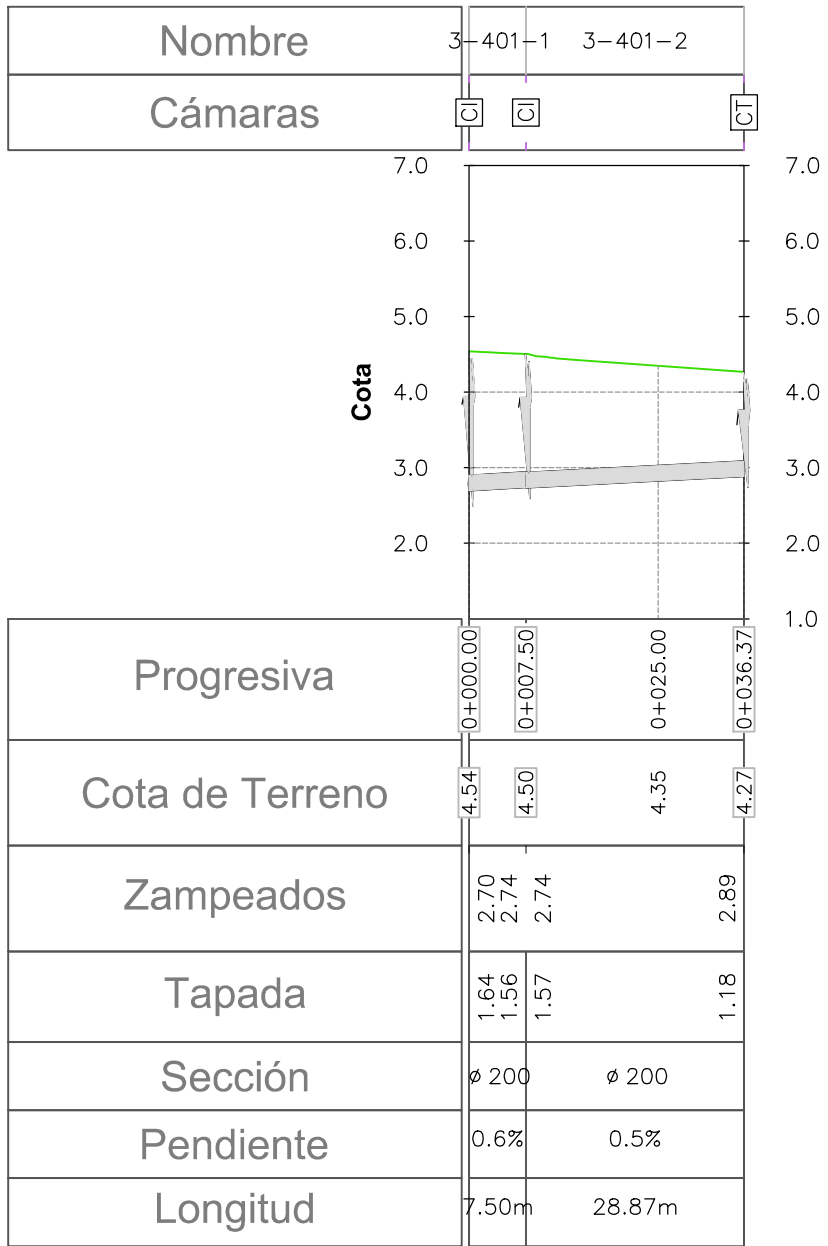 Nombre 3-401-1 3-401-2
Cámaras CI CI CT
7.0 7.0
6.0 6.0
5.0 5.0
Cota
4.0 4.0
3.0 3.0
2.0 2.0
1.0
Progresiva 0+000.00 0+007.50 0+025.00 0+036.37
Cota de Terreno 4.54 4.50 4.35 4.27
Zampeados 2.70 2.74 2.74 2.89
Tapada 1.64 1.56 1.57 1.18
Sección ø 200 ø 200
Pendiente 0.6% 0.5%
Longitud 7.50m 28.87m